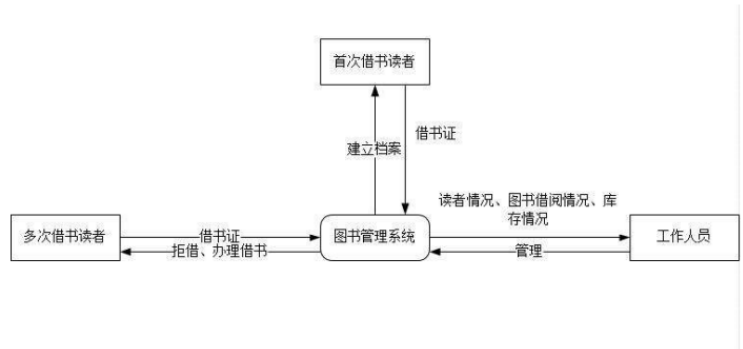 首次借书读者
借书证
建立档案
读者情况、图书借阅情况、库
存情况
多次借书读者
借书证
拒借、办理借书
图书管理系统
管理
工作人员